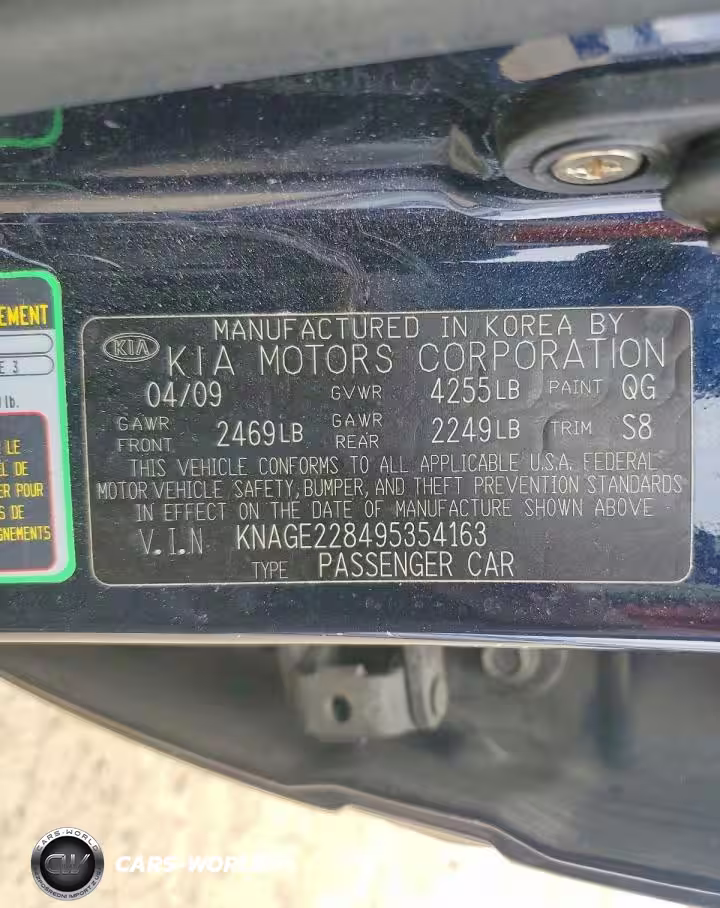 EMENT
E 3
lb.
LE
EL DE
ER POUR
S DE
GNEMENTS
MANUFACTURED IN KOREA BY
KIA KIA MOTORS CORPORATION
04/09 GVWR 4255LB PAINT QG
GAWR FRONT 2469LB GAWR REAR 2249LB TRIM S8
THIS VEHICLE CONFORMS TO ALL APPLICABLE U.S.A. FEDERAL
MOTOR VEHICLE SAFETY, BUMPER, AND THEFT PREVENTION STANDARDS
IN EFFECT ON THE DATE OF MANUFACTURE SHOWN ABOVE
V.I.N KNAGE228495354163
TYPE PASSENGER CAR
CARS-WORLD
CW
CARS-WORL